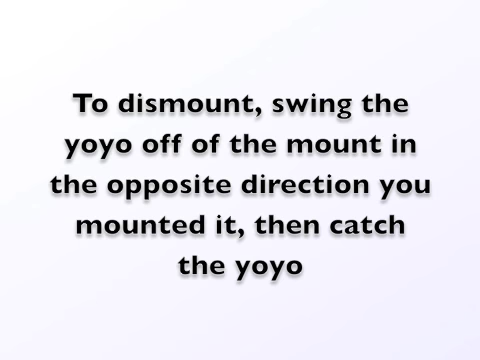 To dismount, swing the
yoyo off of the mount in
the opposite direction you
mounted it, then catch
the yoyo